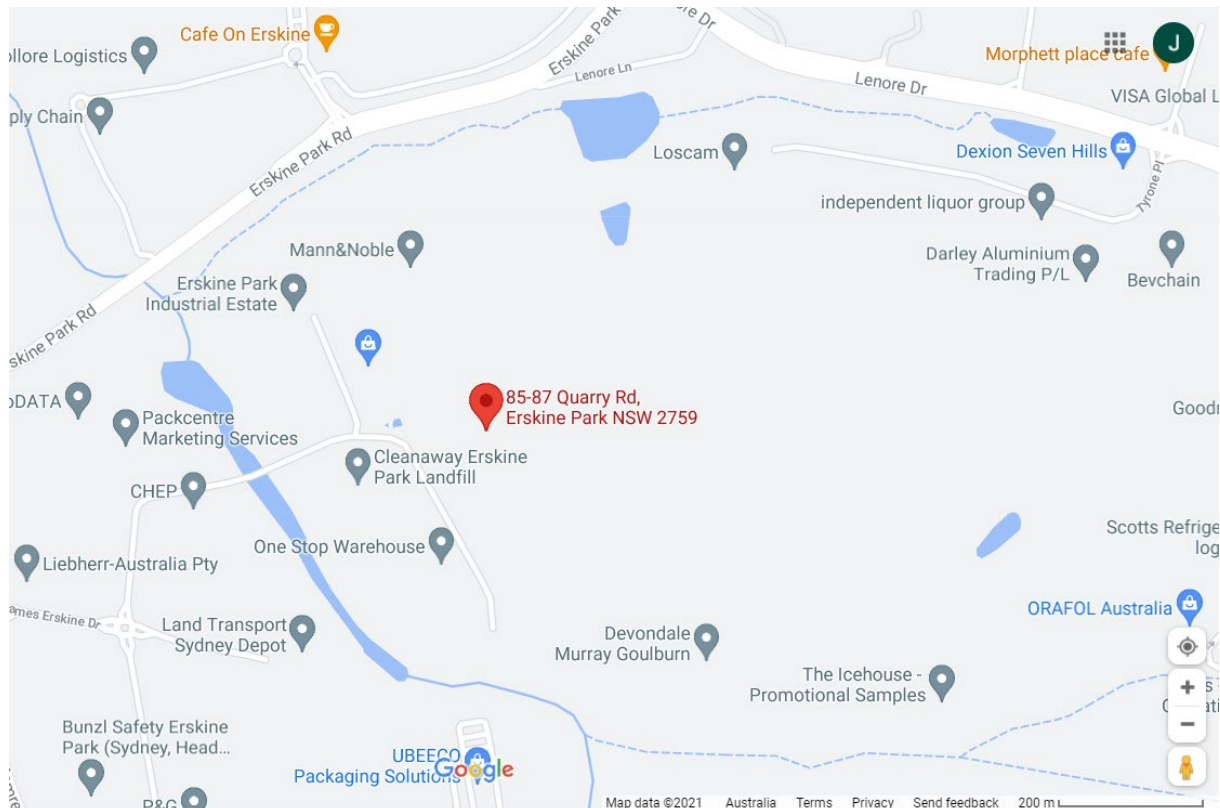 Cafe On Erskine
Erskine Park
Lenore Dr
J
ollore Logistics
Morphett place cafe
Lenore Ln
Lenore Dr
VISA Global L
ply Chain
Erskine Park Rd
Loscam
Dexion Seven Hills
Tyrone Pl
independent liquor group
Mann&Noble
Darley Aluminium
Trading P/L
Bevchain
Erskine Park
Industrial Estate
skine Park Rd
85-87 Quarry Rd,
Erskine Park NSW 2759
oDATA
Packcentre
Marketing Services
Goodr
Cleanaway Erskine
Park Landfill
CHEP
Scotts Refrige
log
One Stop Warehouse
Liebherr-Australia Pty
ames Erskine Dr
ORAFOL Australia
Land Transport
Sydney Depot
Devondale
Murray Goulburn
The Icehouse -
Promotional Samples
Bunzl Safety Erskine
Park (Sydney, Head...
UBEECO
Packaging Solutions
Google
P&G
Map data ©2021 Australia Terms Privacy Send feedback 200 m